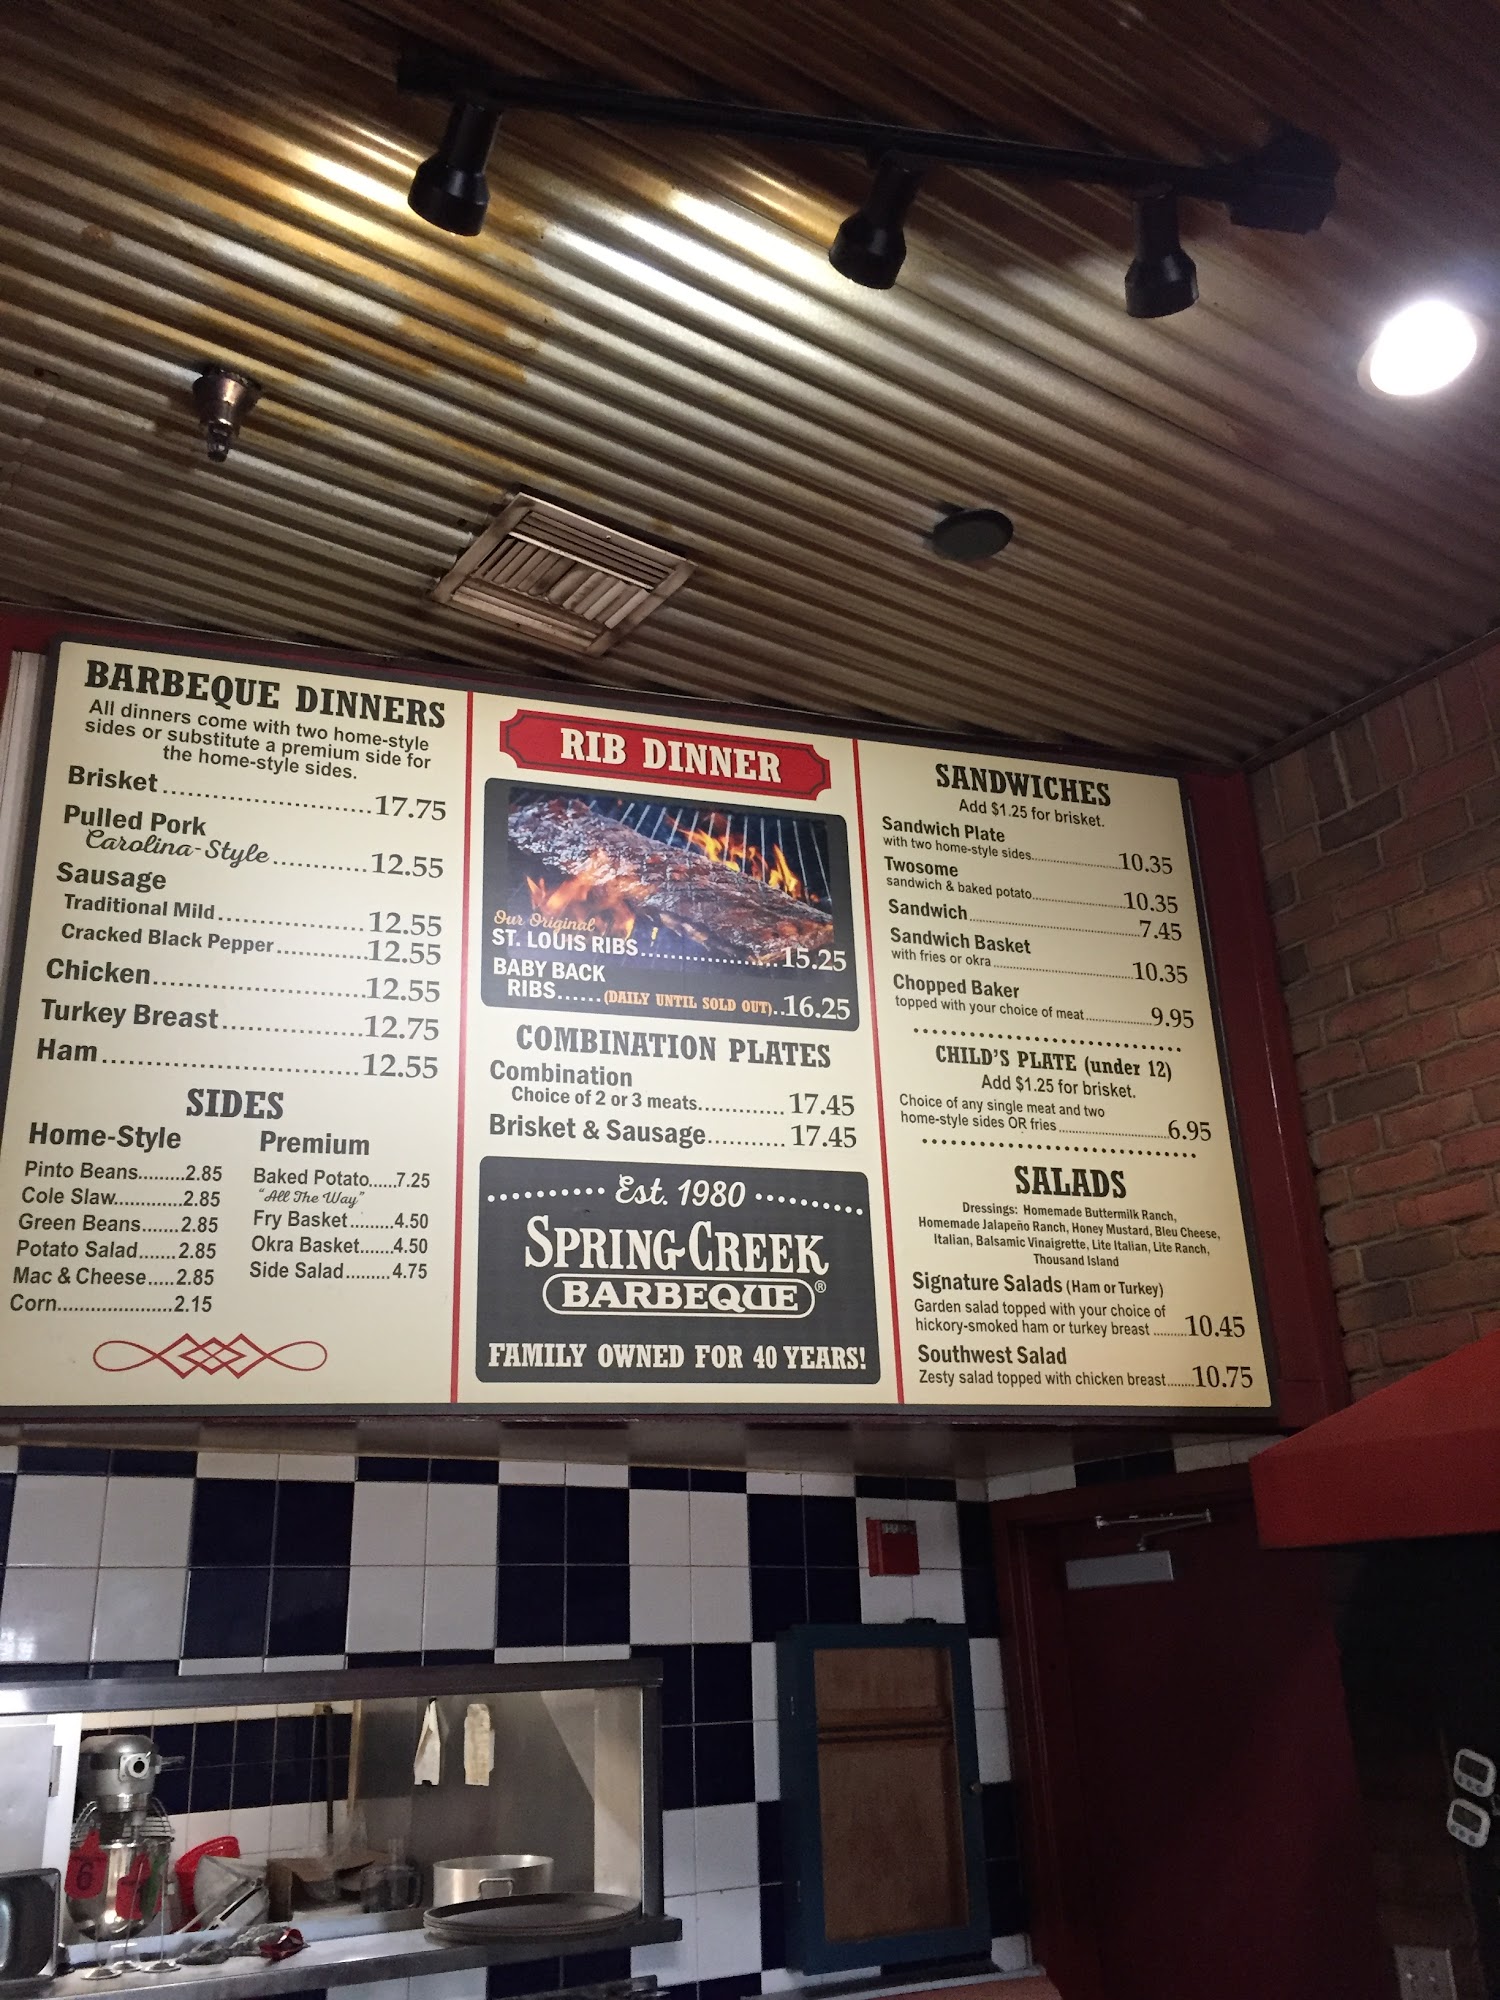 BARBEQUE DINNERS
All dinners come with two home-style
sides or substitute a premium side for
the home-style sides.
Brisket......................17.75
Pulled Pork
Carolina-Style..........12.55
Sausage
Traditional Mild...............12.55
Cracked Black Pepper.........12.55
Chicken......................12.55
Turkey Breast...............12.75
Ham...........................12.55
SIDES
Home-Style
Pinto Beans.........2.85
Cole Slaw............2.85
Green Beans.......2.85
Potato Salad.......2.85
Mac & Cheese.....2.85
Corn......................2.15
Premium
Baked Potato......7.25
"All The Way"
Fry Basket.........4.50
Okra Basket......4.50
Side Salad.........4.75
RIB DINNER
Our Original
ST. LOUIS RIBS...................15.25
BABY BACK
RIBS......(DAILY UNTIL SOLD OUT)..16.25
COMBINATION PLATES
Combination
Choice of 2 or 3 meats............17.45
Brisket & Sausage...........17.45
Est. 1980
SPRING CREEK
BARBEQUE®
FAMILY OWNED FOR 40 YEARS!
SANDWICHES
Add $1.25 for brisket.
Sandwich Plate
with two home-style sides...................10.35
Twosome
sandwich & baked potato...................10.35
Sandwich.............................7.45
Sandwich Basket
with fries or okra..............................10.35
Chopped Baker
topped with your choice of meat................9.95
CHILD'S PLATE (under 12)
Add $1.25 for brisket.
Choice of any single meat and two
home-style sides OR fries........................6.95
SALADS
Dressings: Homemade Buttermilk Ranch,
Homemade Jalapeño Ranch, Honey Mustard, Bleu Cheese,
Italian, Balsamic Vinaigrette, Lite Italian, Lite Ranch,
Thousand Island
Signature Salads (Ham or Turkey)
Garden salad topped with your choice of
hickory-smoked ham or turkey breast........10.45
Southwest Salad
Zesty salad topped with chicken breast.......10.75
6